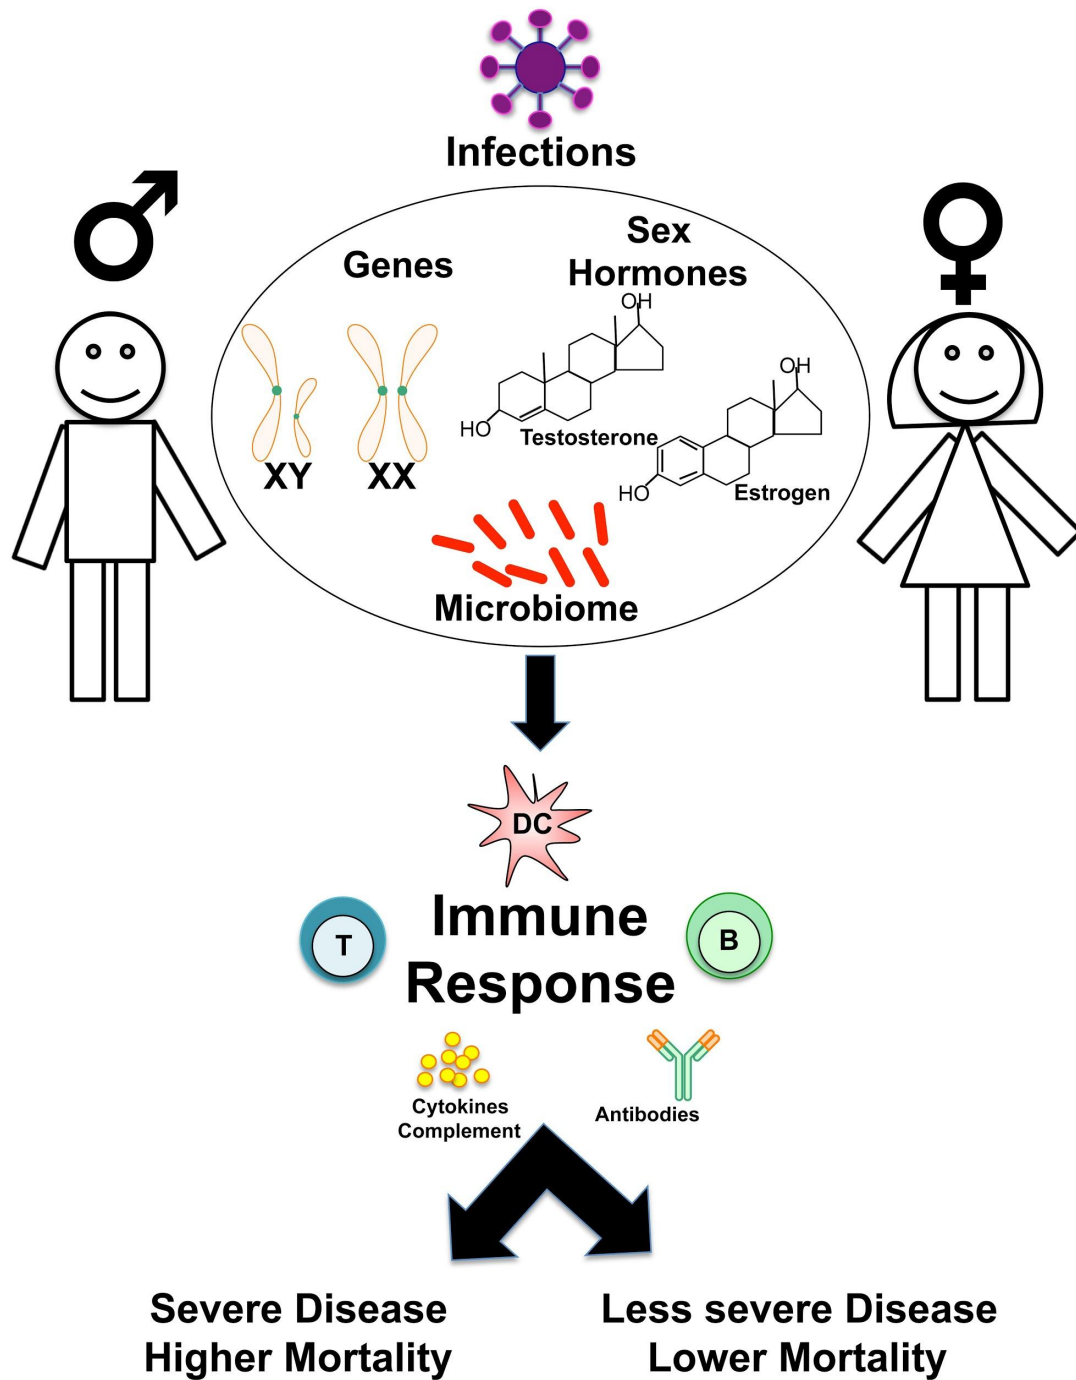 Infections
Genes
Sex
Hormones
OH
HO
Testosterone
OH
HO
Estrogen
XY
XX
Microbiome
DC
Immune
Response
T
B
Cytokines
Complement
Antibodies
Severe Disease
Higher Mortality
Less severe Disease
Lower Mortality